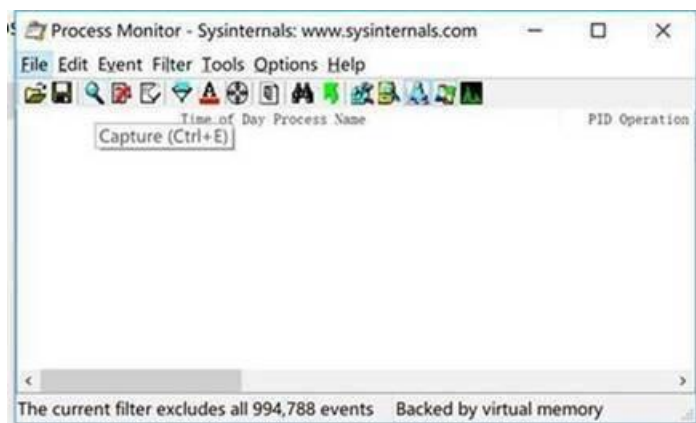 Process Monitor - Sysinternals: www.sysinternals.com
File Edit Event Filter Tools Options Help
Time of Day Process Name PID Operation
Capture (Ctrl+E)
The current filter excludes all 994,788 events Backed by virtual memory